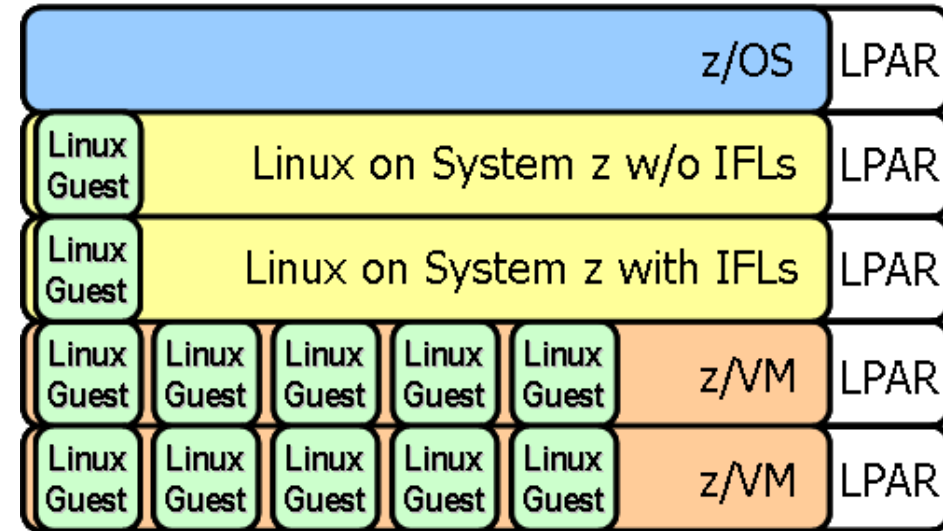 z/OS LPAR
Linux Guest Linux on System z w/o IFLs LPAR
Linux Guest Linux on System z with IFLs LPAR
Linux Guest Linux Guest Linux Guest Linux Guest Linux Guest z/VM LPAR
Linux Guest Linux Guest Linux Guest Linux Guest Linux Guest z/VM LPAR